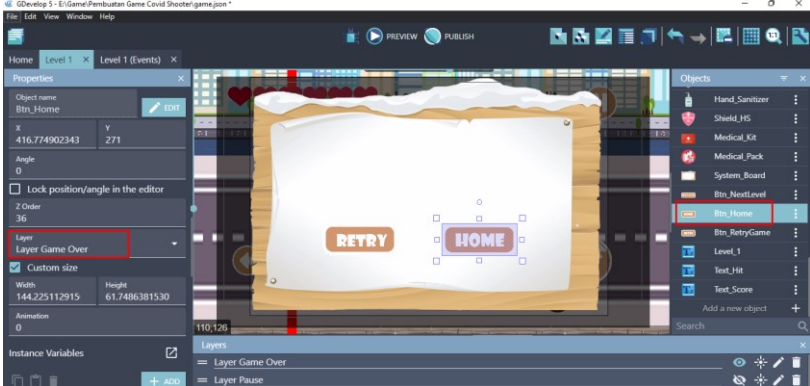 GDevelop 5 - E:\Game\Pembuatan Game Covid Shooter\game.json *
File Edit View Window Help
PREVIEW PUBLISH
1:1
Home Level 1 × Level 1 (Events) ×
Properties ×
Object name
Btn_Home
EDIT
X Y
416.774902343 271
Angle
0
Lock position/angle in the editor
Z Order
36
Layer
Layer Game Over
Custom size
Width Height
144.225112915 61.7486381530
Animation
0
Instance Variables
+ ADD
RETRY HOME
110,126
Layers ×
Layer Game Over
Layer Pause
Objects ×
Hand_Sanitizer
Shield_HS
Medical_Kit
Medical_Pack
System_Board
Btn_NextLevel
Btn_Home
Btn_RetryGame
Level_1
Text_Hit
Text_Score
Add a new object +
Search